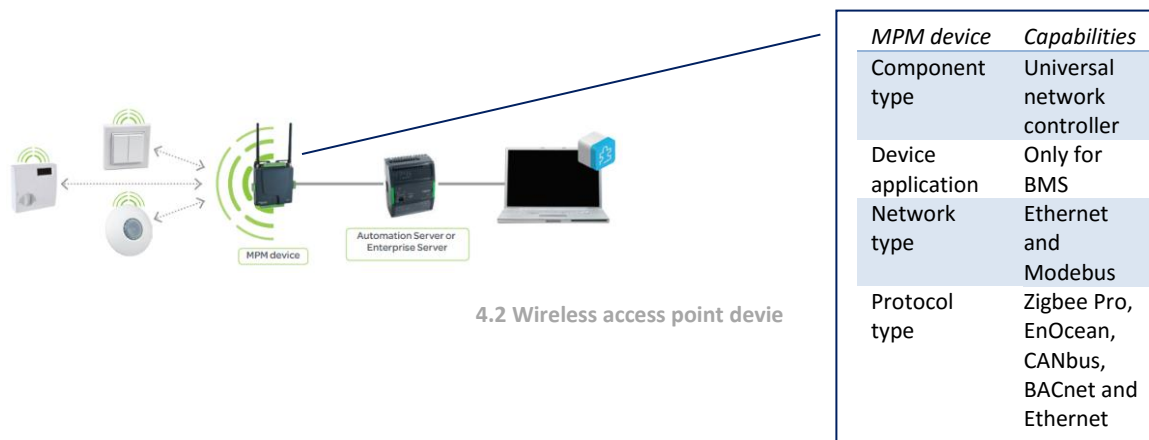 MPM device Capabilities
Component type Universal network controller
Device application Only for BMS
Network type Ethernet and Modebus
Protocol type Zigbee Pro, EnOcean, CANbus, BACnet and Ethernet
Automation Server or
Enterprise Server
MPM device
4.2 Wireless access point devie